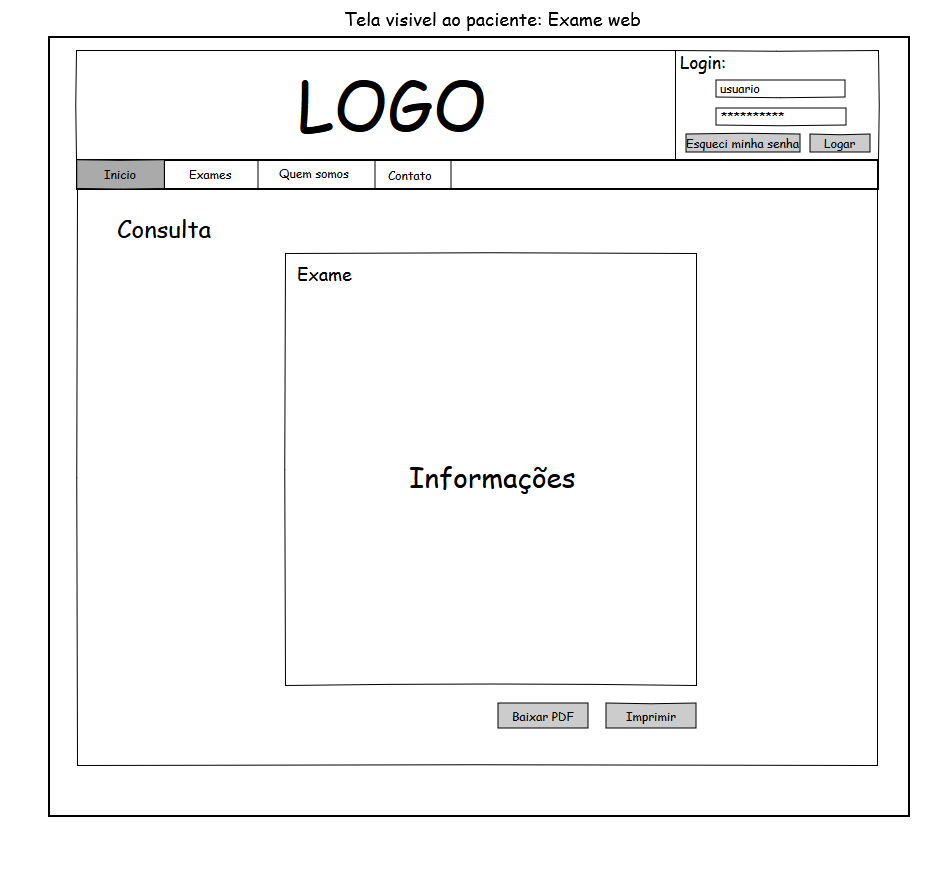 Tela visivel ao paciente: Exame web
LOGO
Login:
usuario
**********
Esqueci minha senha
Logar
Inicio
Exames
Quem somos
Contato
Consulta
Exame
Informações
Baixar PDF
Imprimir